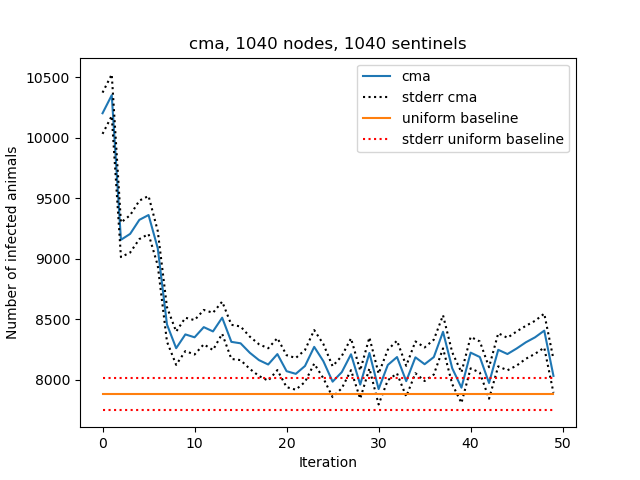 cma, 1040 nodes, 1040 sentinels
cma
stderr cma
uniform baseline
stderr uniform baseline
Number of infected animals
10500
10000
9500
9000
8500
8000
0 10 20 30 40 50
Iteration